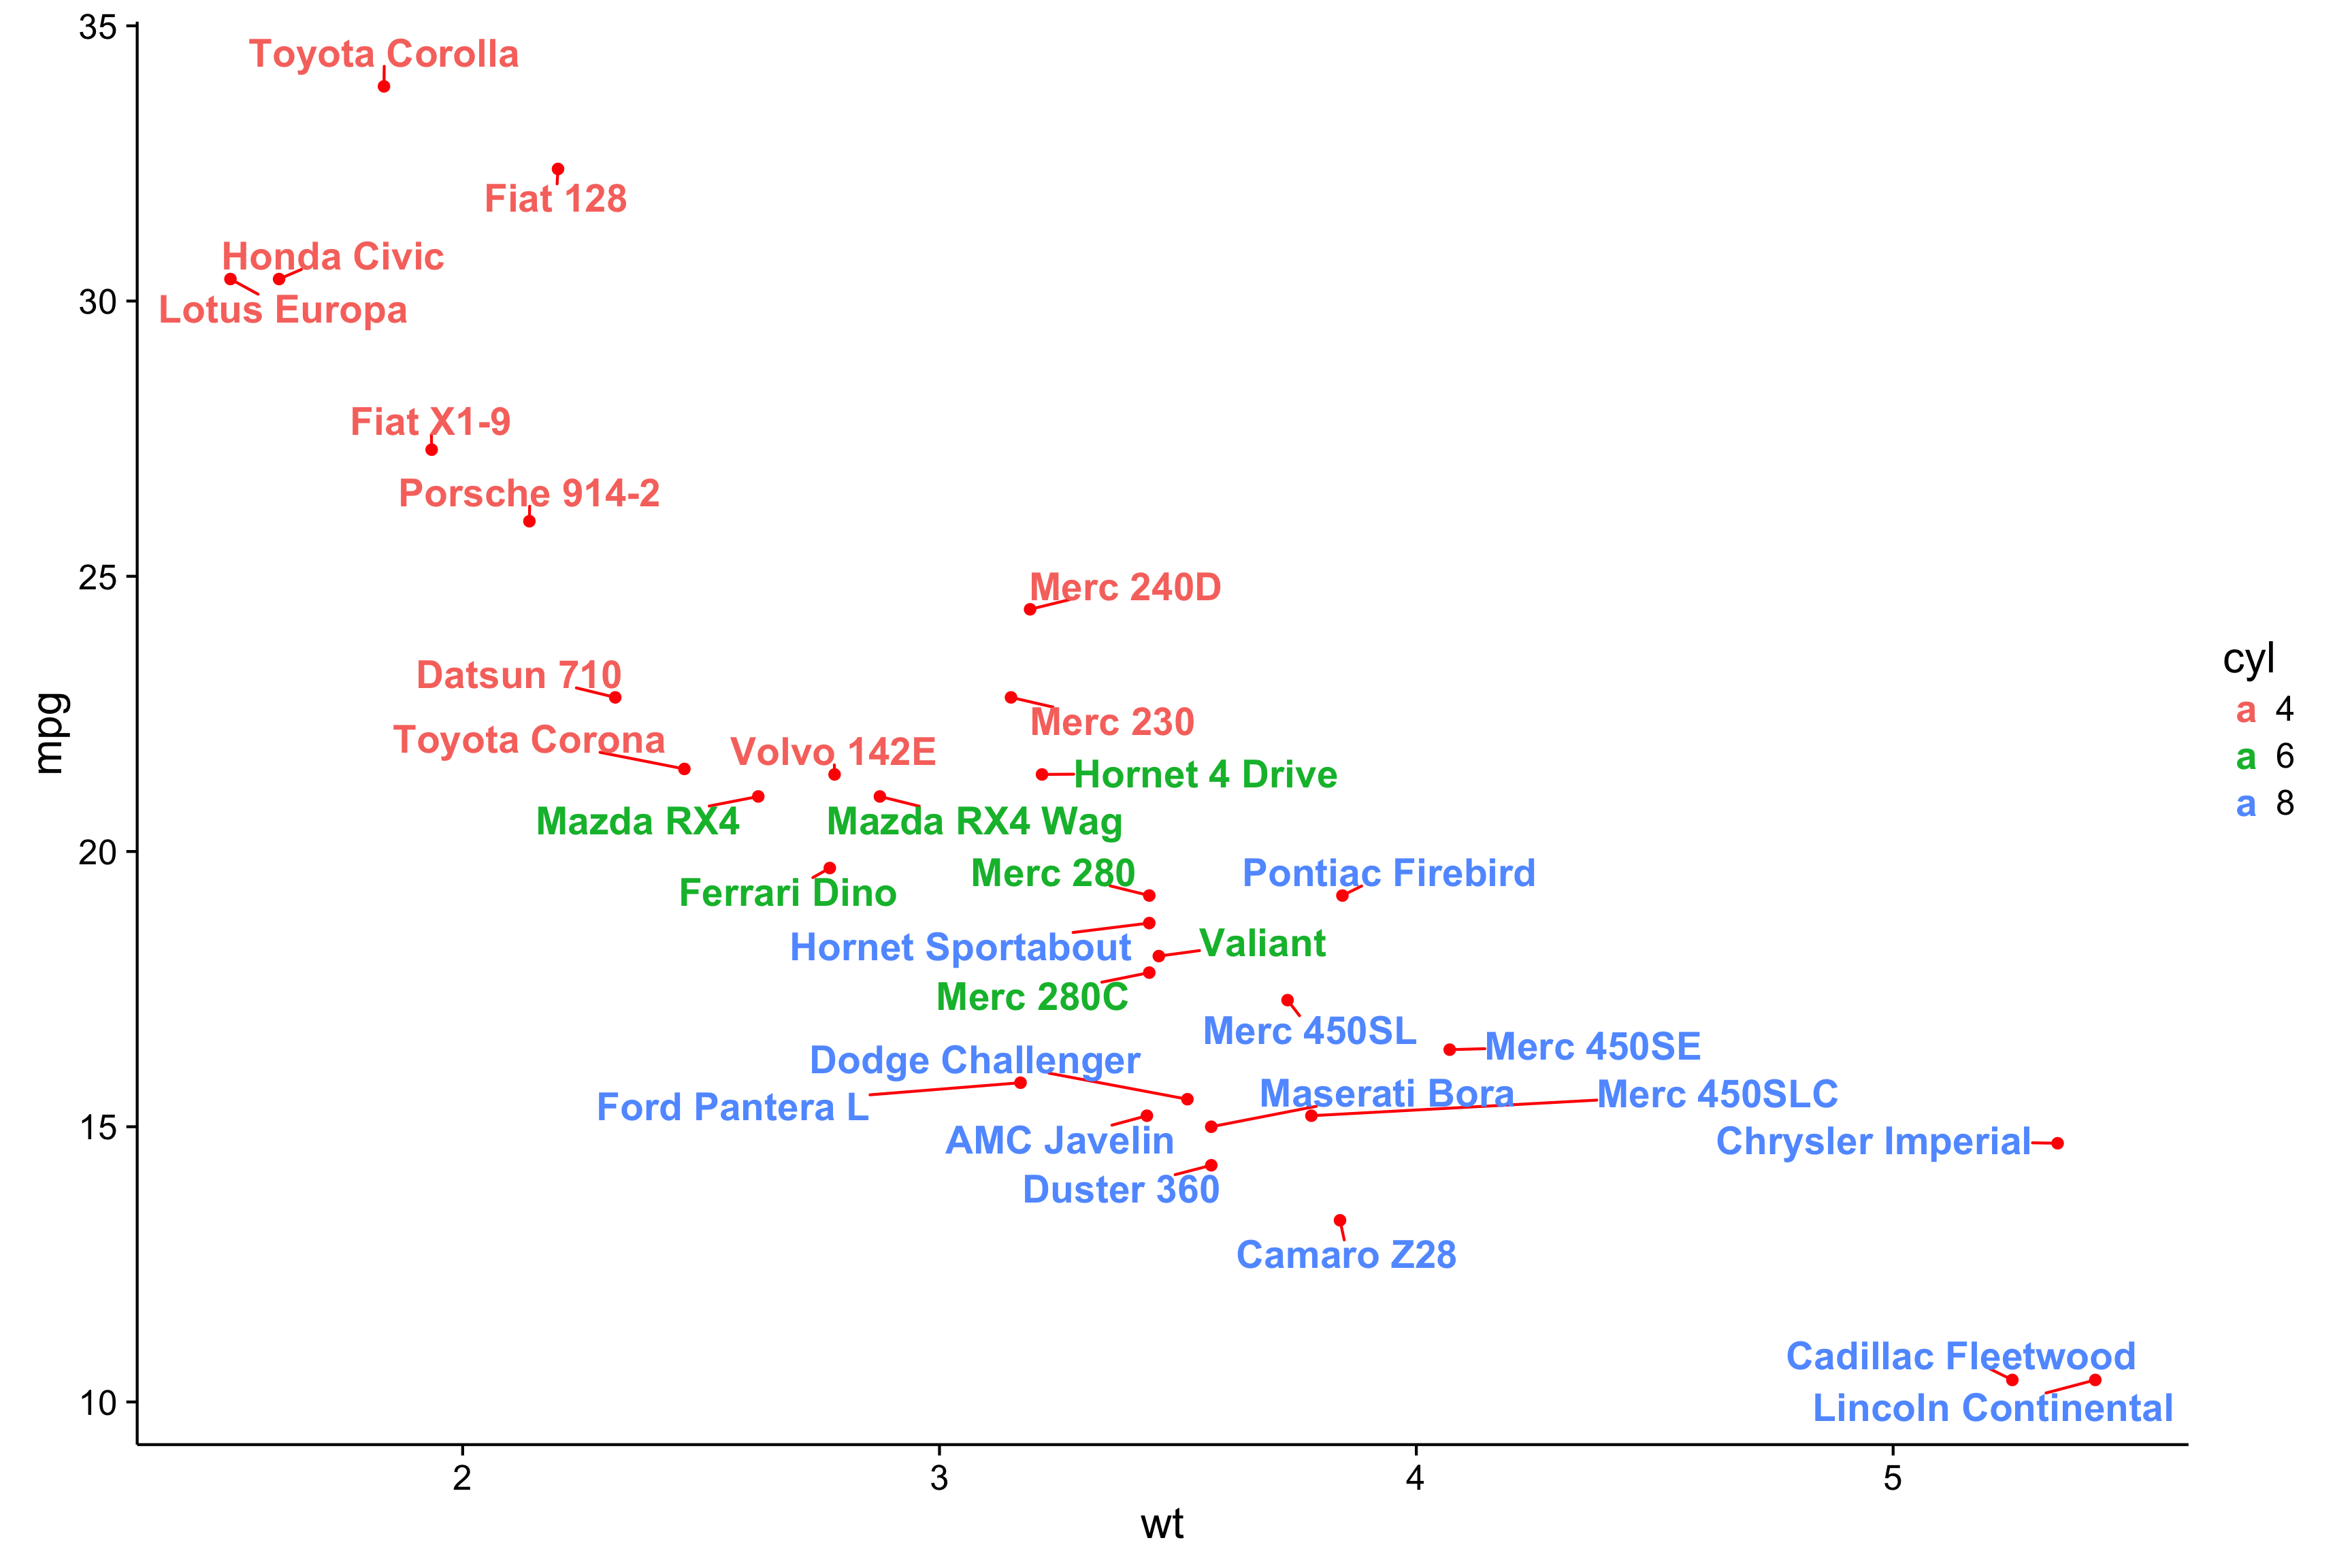 35
Toyota Corolla
Fiat 128
Honda Civic
30
Lotus Europa
Fiat X1-9
Porsche 914-2
25
Merc 240D
Datsun 710
Merc 230
Toyota Corona
Volvo 142E
Hornet 4 Drive
Mazda RX4
Mazda RX4 Wag
20
Merc 280
Pontiac Firebird
Ferrari Dino
Hornet Sportabout
Valiant
Merc 280C
Merc 450SL
Merc 450SE
Dodge Challenger
Maserati Bora
Merc 450SLC
Ford Pantera L
15
AMC Javelin
Chrysler Imperial
Duster 360
Camaro Z28
Cadillac Fleetwood
10
Lincoln Continental
2 3 4 5
wt
mpg
cyl
a 4
a 6
a 8